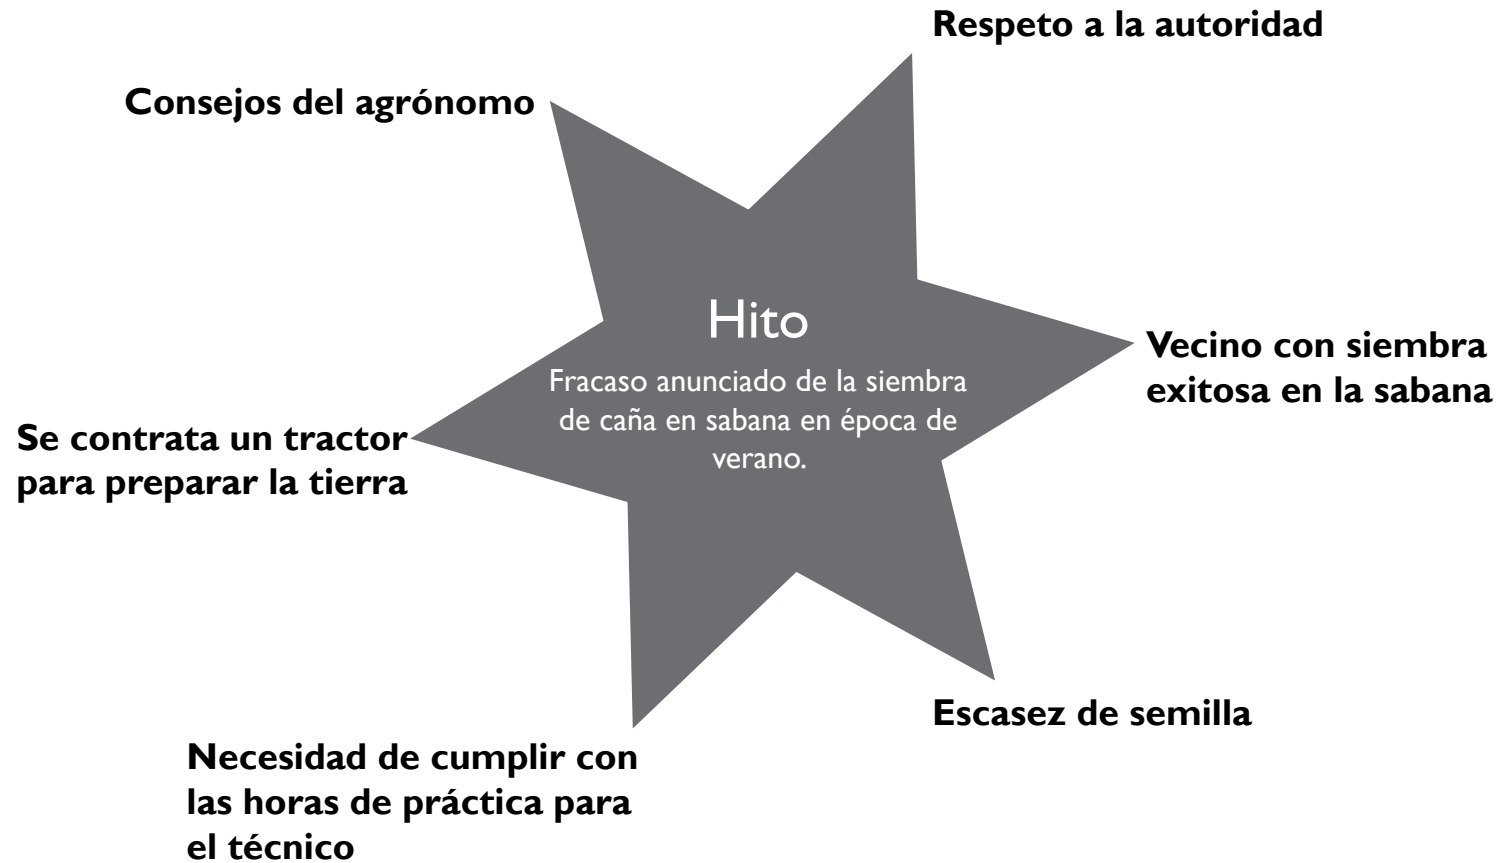 Respeto a la autoridad
Consejos del agrónomo
Hito
Fracaso anunciado de la siembra
de caña en sabana en época de
verano.
Vecino con siembra
exitosa en la sabana
Se contrata un tractor
para preparar la tierra
Escasez de semilla
Necesidad de cumplir con
las horas de práctica para
el técnico